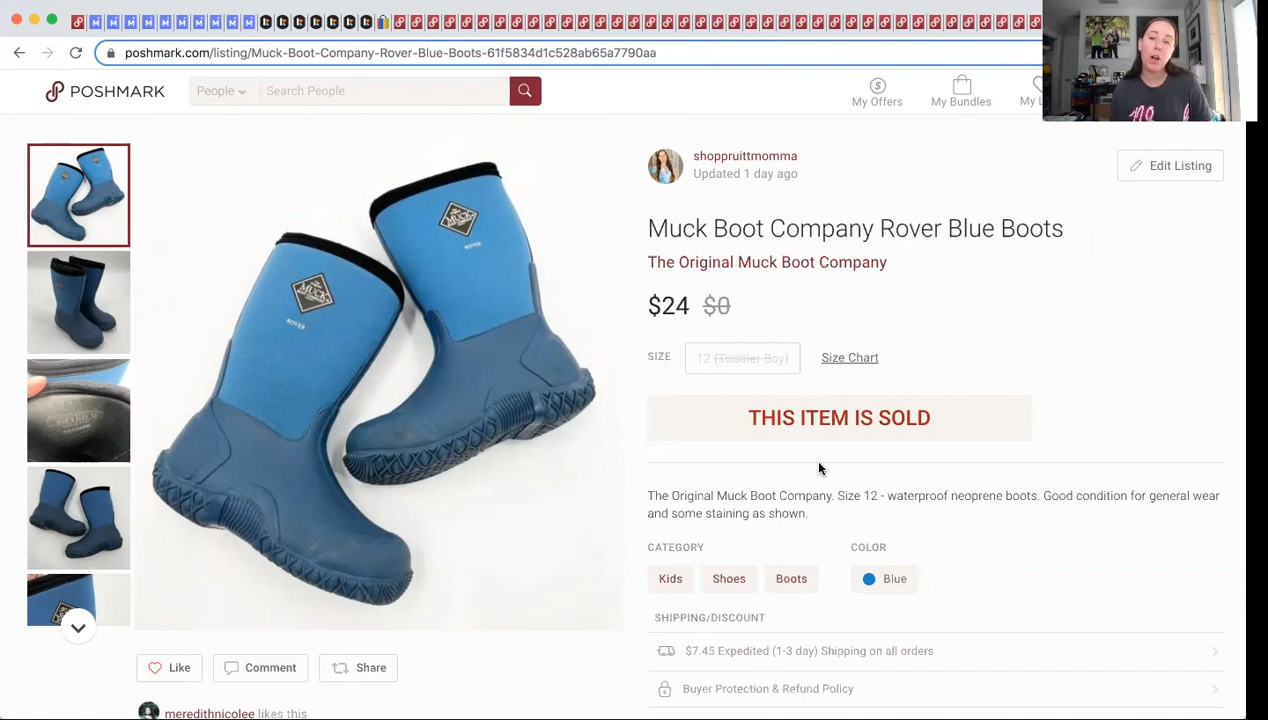 poshmark.com/listing/Muck-Boot-Company-Rover-Blue-Boots-61f5834d1c528ab65a7790aa
POSHMARK
People
Search People
My Offers
My Bundles
My L
shoppruittmomma
Updated 1 day ago
Edit Listing
Muck Boot Company Rover Blue Boots
The Original Muck Boot Company
$24 $0
SIZE
12 (Toddler Boy)
Size Chart
THIS ITEM IS SOLD
The Original Muck Boot Company. Size 12 - waterproof neoprene boots. Good condition for general wear
and some staining as shown.
CATEGORY
COLOR
Kids
Shoes
Boots
Blue
SHIPPING/DISCOUNT
$7.45 Expedited (1-3 day) Shipping on all orders
Buyer Protection & Refund Policy
MUCK
ROVER
MUCK
ROVER
Like
Comment
Share
meredithnicolee likes this